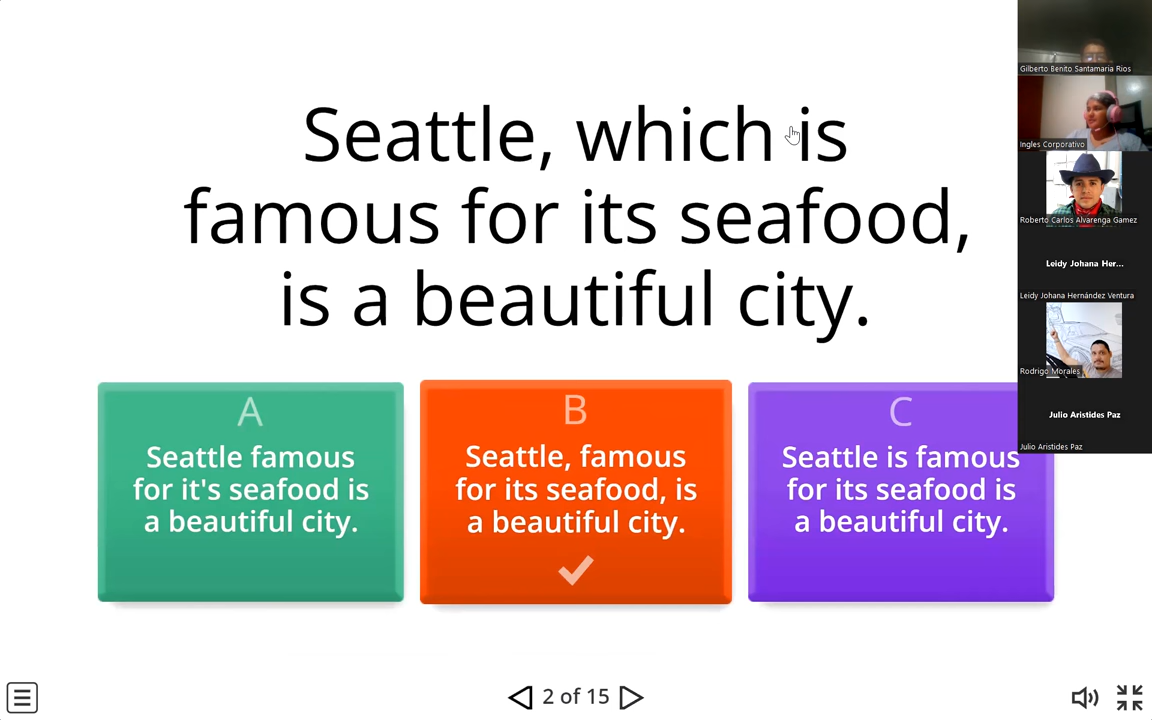 Seattle, which is
famous for its seafood,
is a beautiful city.
A
Seattle famous
for it's seafood is
a beautiful city.
B
Seattle, famous
for its seafood, is
a beautiful city.
C
Seattle is famous
for its seafood is
a beautiful city.
2 of 15
Gilberto Benito Santamaria Rios
Ingles Corporativo
Roberto Carlos Alvarenga Gamez
Leidy Johana Her...
Leidy Johana Hernández Ventura
Rodrigo Morales
Julio Aristides Paz
Julio Aristides Paz